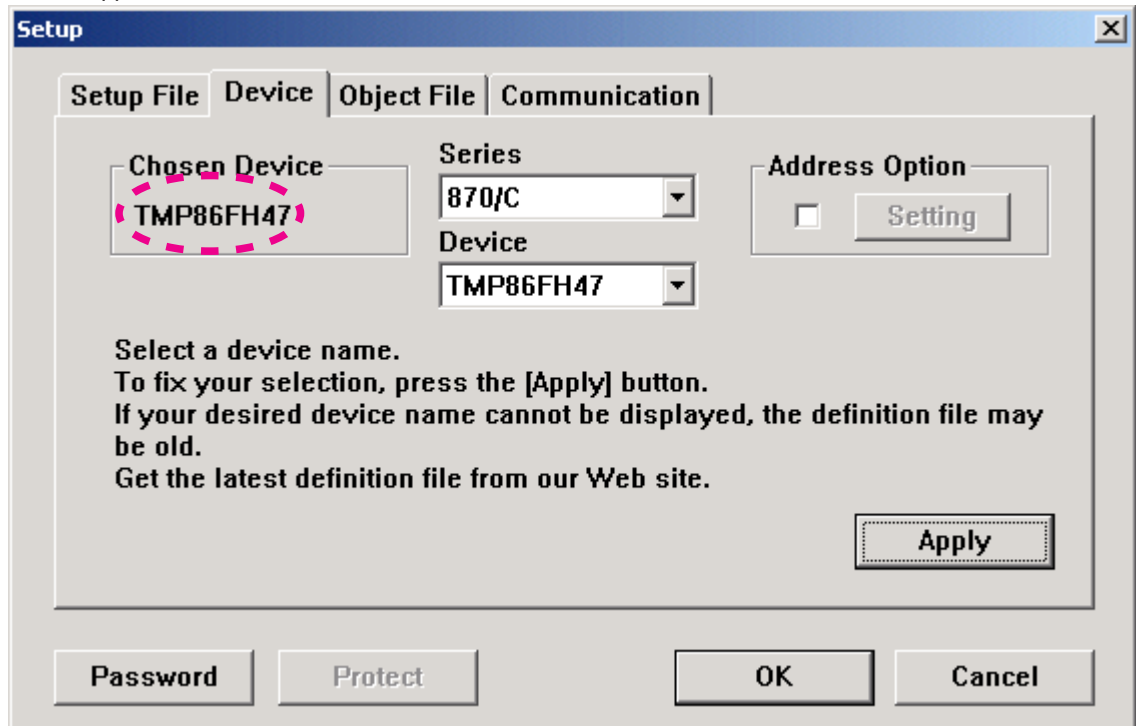 Setup
Setup File Device Object File Communication
Chosen Device
TMP86FH47
Series
870/C
Device
TMP86FH47
Address Option
Setting
Select a device name.
To fix your selection, press the [Apply] button.
If your desired device name cannot be displayed, the definition file may
be old.
Get the latest definition file from our Web site.
Apply
Password Protect OK Cancel